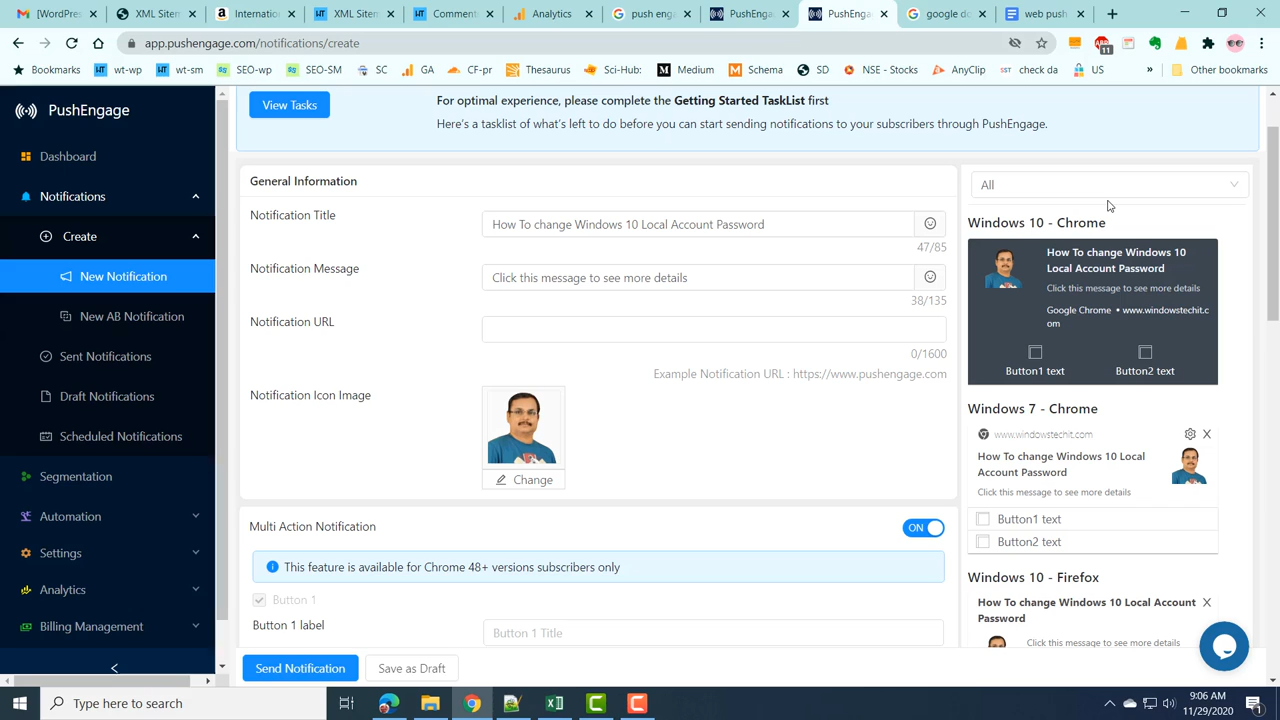 [WordPres
XML Sitem
Internation
XML Sitem
Comments
Analytics
push enga
PushEnga
PushEnga
google do
web push
app.pushengage.com/notifications/create
11
Bookmarks
wt-wp
wt-sm
SEO-wp
SEO-SM
SC
GA
CF-pr
Thesaurus
Sci-Hub:
Medium
Schema
SD
NSE - Stock
AnyClip
SST
check da
US
»
Other bookmarks
PushEngage
View Tasks
For optimal experience, please complete the Getting Started TaskList first
Here's a tasklist of what's left to do before you can start sending notifications to your subscribers through PushEngage.
Dashboard
Notifications
Create
New Notification
New AB Notification
Sent Notifications
Draft Notifications
Scheduled Notifications
Segmentation
Automation
Settings
Analytics
Billing Management
General Information
Notification Title
How To change Windows 10 Local Account Password
47/85
Notification Message
Click this message to see more details
38/135
Notification URL
0/1600
Example Notification URL : https://www.pushengage.com
Notification Icon Image
Change
Multi Action Notification
ON
This feature is available for Chrome 48+ versions subscribers only
Button 1
Button 1 label
Button 1 Title
Send Notification
Save as Draft
All
Windows 10 - Chrome
How To change Windows 10
Local Account Password
Click this message to see more details
Google Chrome • www.windowstechit.c
om
Button1 text
Button2 text
Windows 7 - Chrome
www.windowstechit.com
How To change Windows 10 Local
Account Password
Click this message to see more details
Button1 text
Button2 text
Windows 10 - Firefox
How To change Windows 10 Local Account
Password
Click this message to see more details
Type here to search
9:06 AM
11/29/2020
1